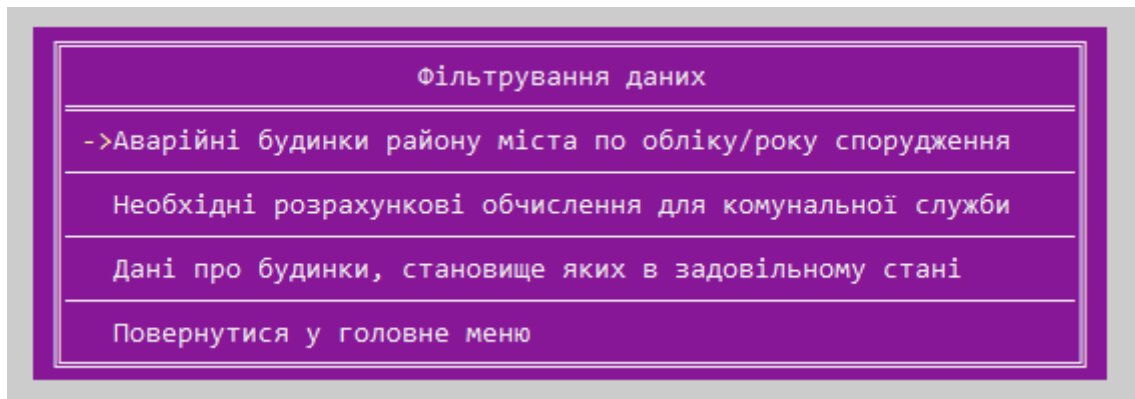 Фільтрування даних
->Аварійні будинки району міста по обліку/року спорудження
Необхідні розрахункові обчислення для комунальної служби
Дані про будинки, становище яких в задовільному стані
Повернутися у головне меню